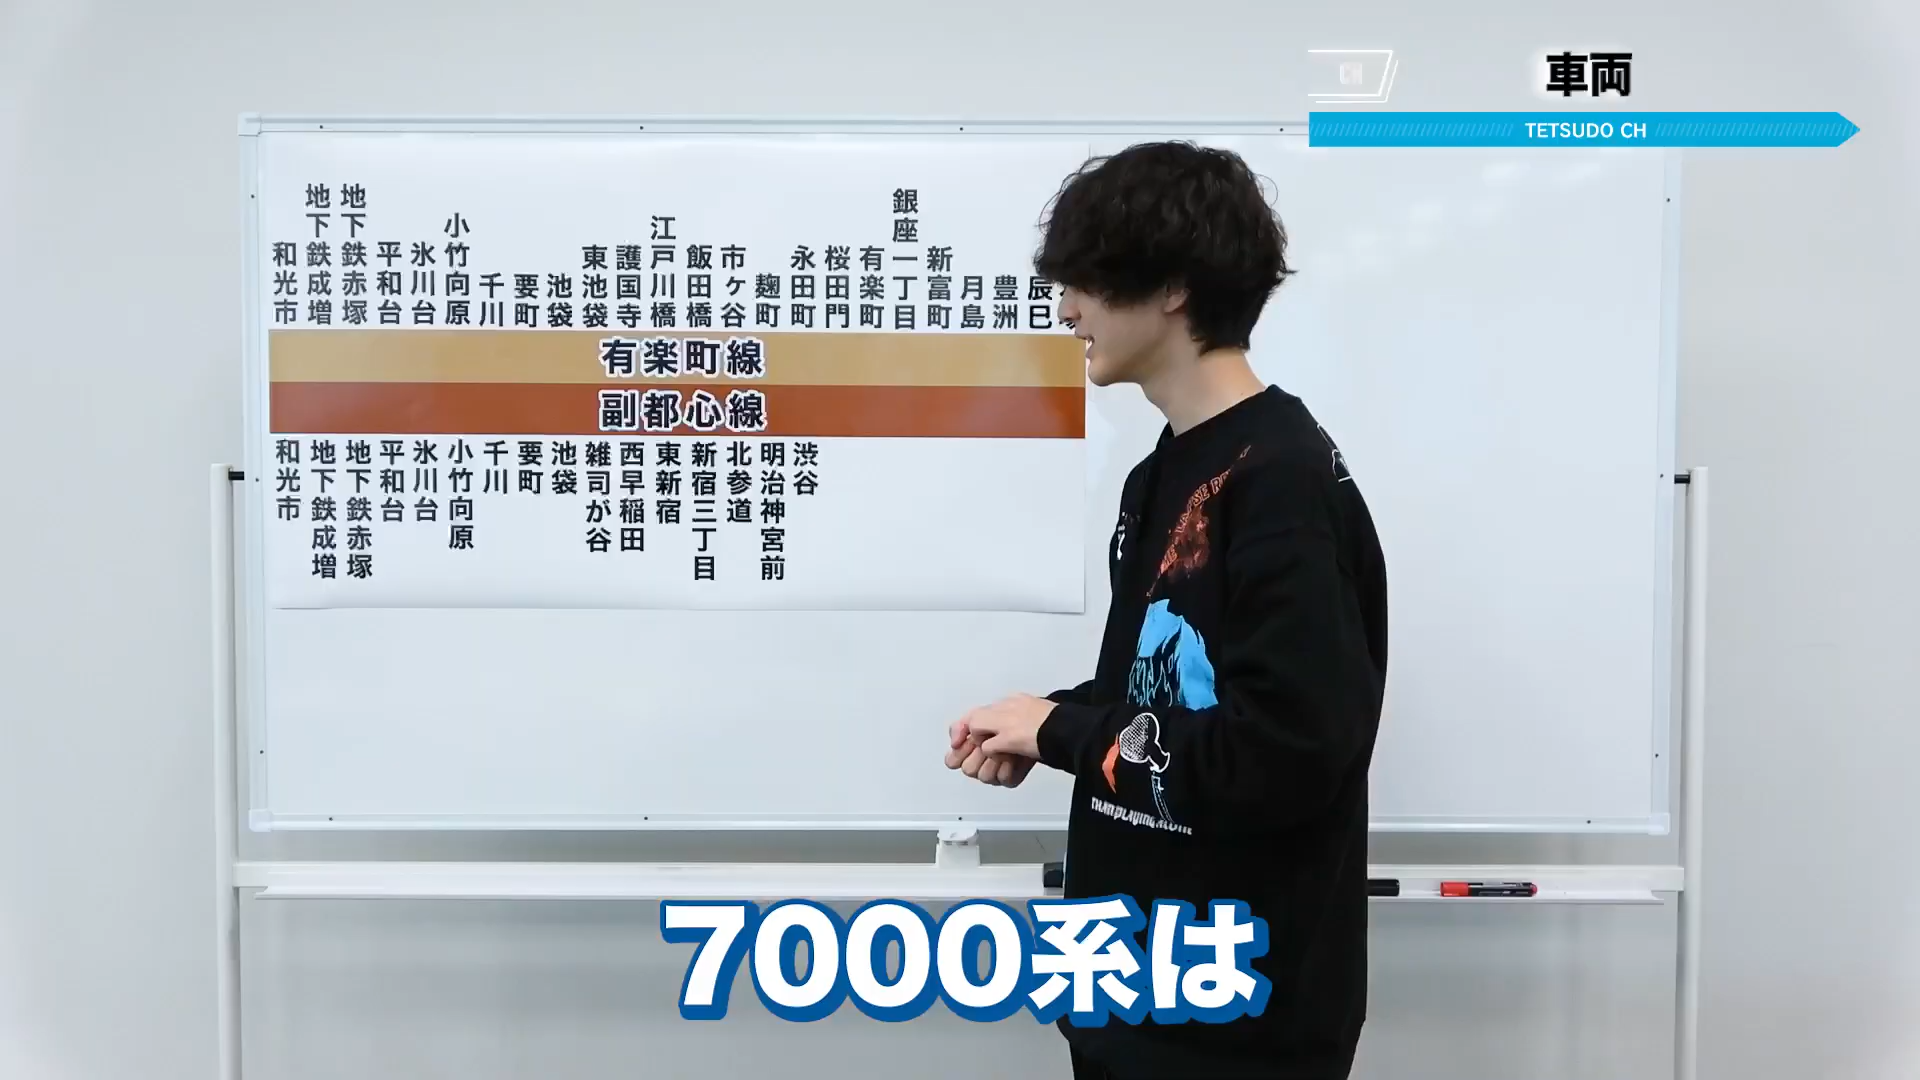 CH
車両
TETSUDO CH
和光市
地下鉄成増
地下鉄赤塚
平和台
氷川台
小竹向原
千川
要町
池袋
東池袋
護国寺
江戸川橋
飯田橋
市ヶ谷
麹町
永田町
桜田門
有楽町
銀座一丁目
新富町
月島
豊洲
辰巳
有楽町線
副都心線
和光市
地下鉄成増
地下鉄赤塚
平和台
氷川台
小竹向原
千川
要町
池袋
雑司が谷
西早稲田
東新宿
新宿三丁目
北参道
明治神宮前
渋谷
7000系は